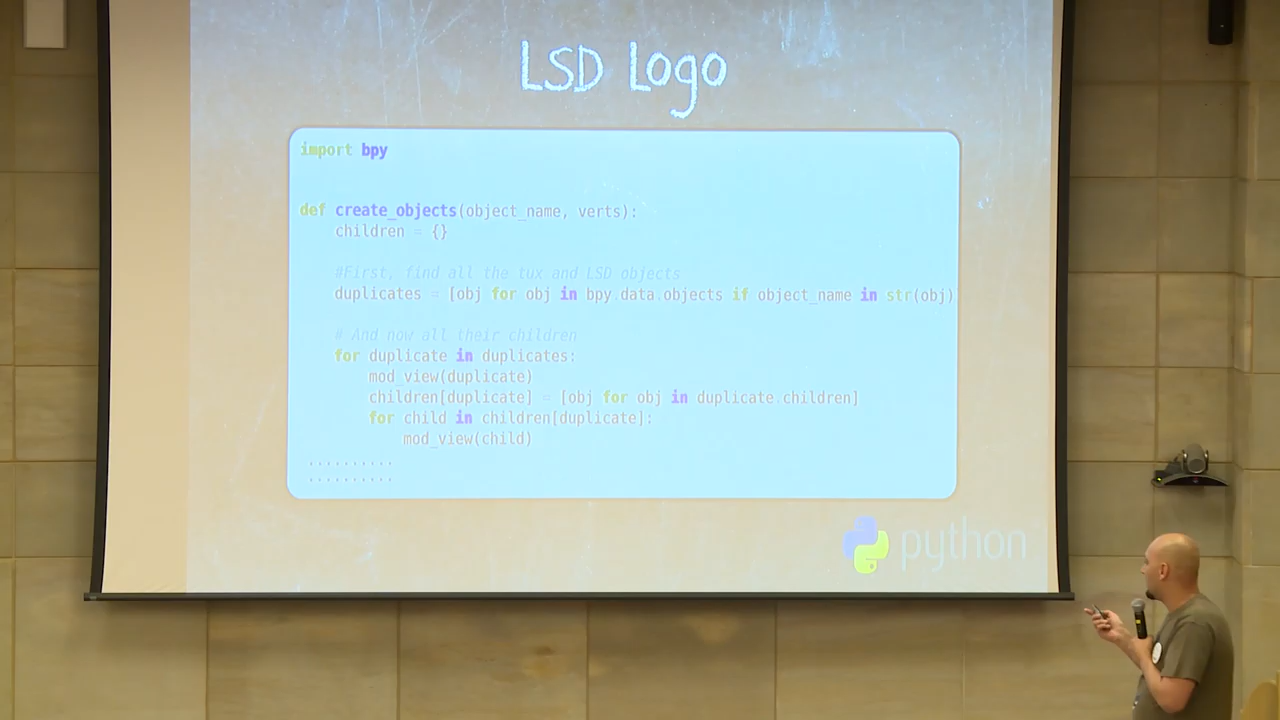 LSD Logo
import bpy
def create_objects(object_name, verts):
children = {}
#First, find all the tux and LSD objects
duplicates = [obj for obj in bpy.data.objects if object_name in str(obj)
# And now all their children
for duplicate in duplicates:
mod_view(duplicate)
children[duplicate] = [obj for obj in duplicate.children]
for child in children[duplicate]:
mod_view(child)
..........
..........
python